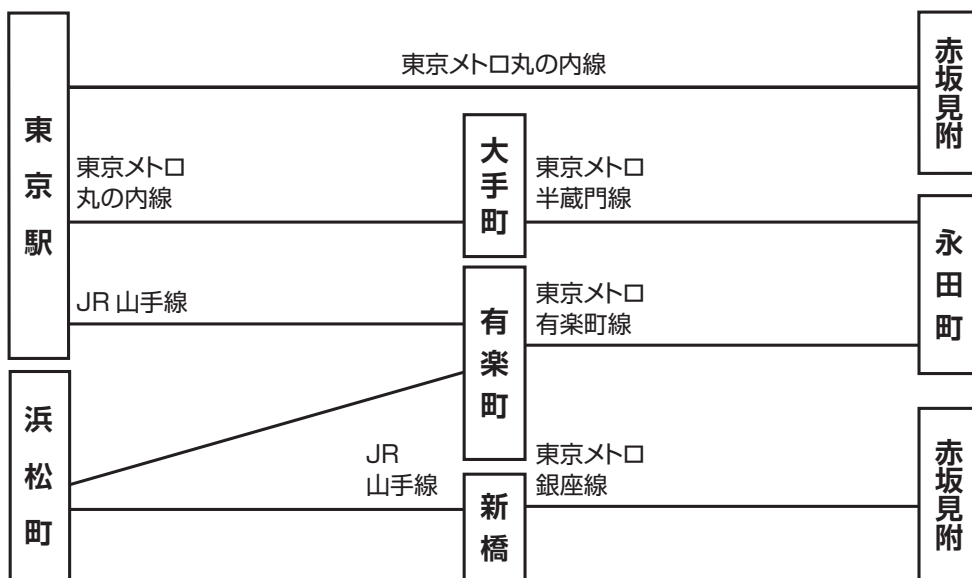 東京駅
東京メトロ丸の内線
赤坂見附
東京メトロ
丸の内線
大手町
東京メトロ
半蔵門線
永田町
JR 山手線
有楽町
東京メトロ
有楽町線
浜松町
JR
山手線
新橋
東京メトロ
銀座線
赤坂見附